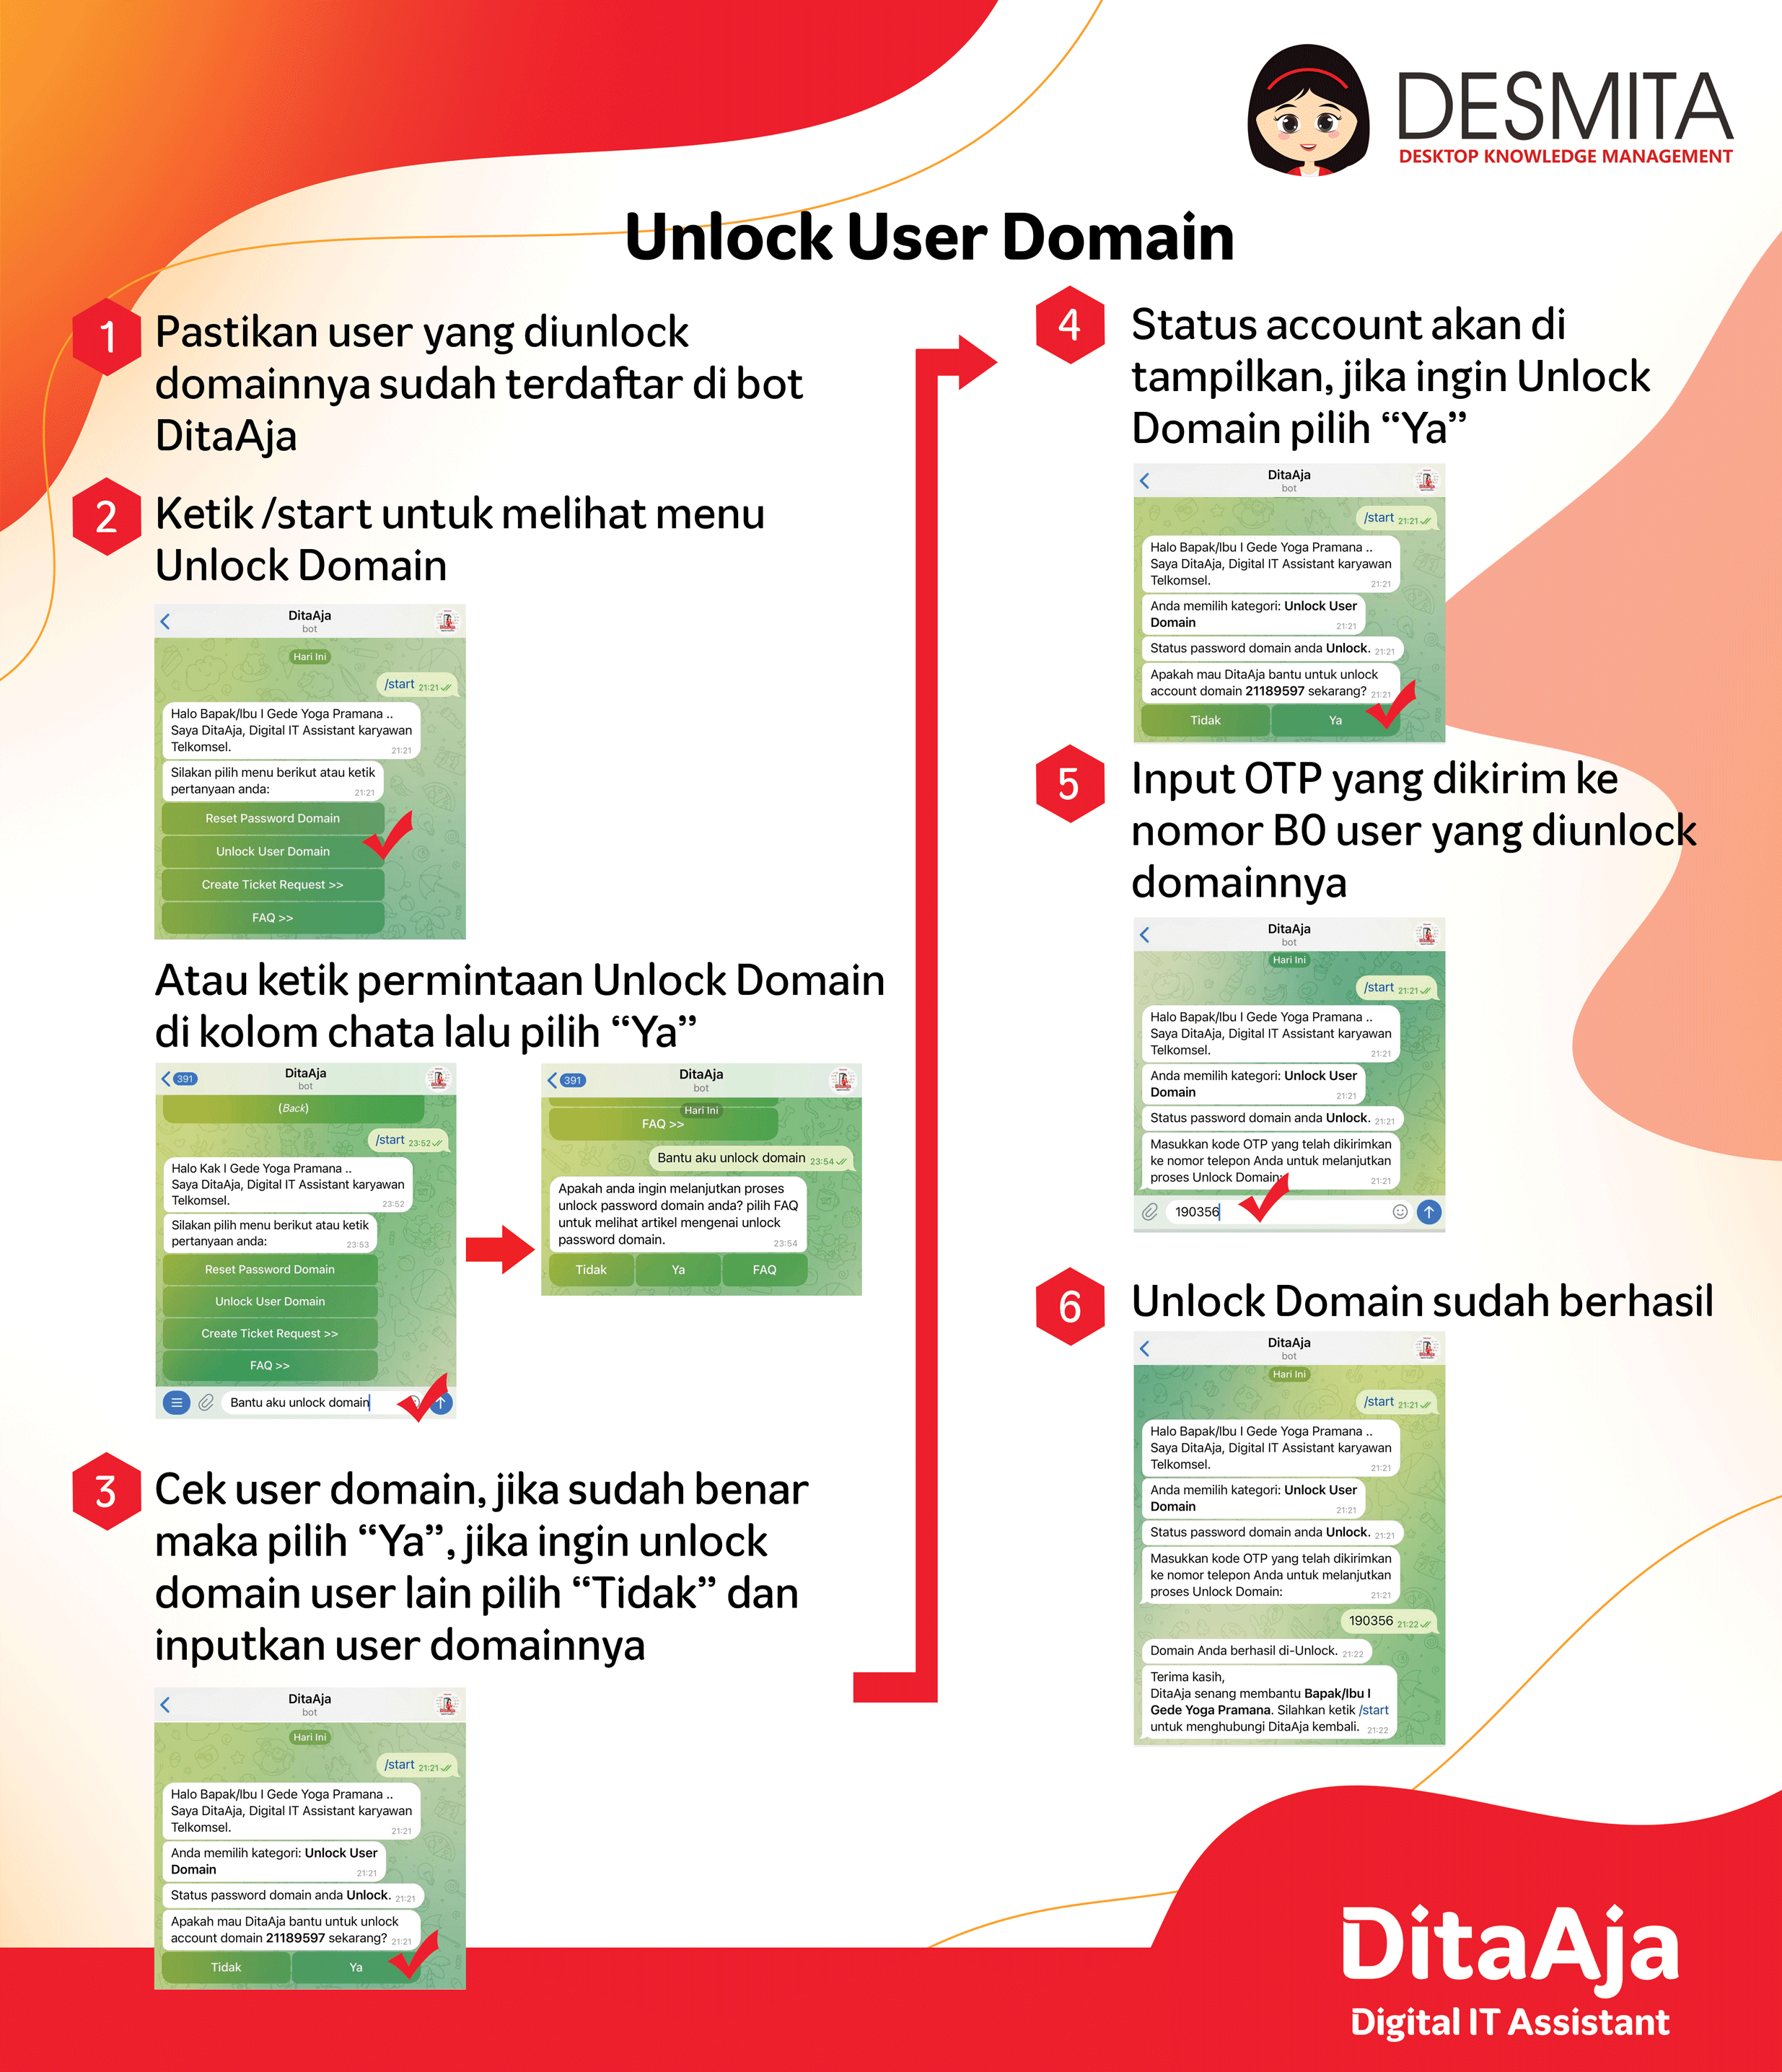 DESMITA
DESKTOP KNOWLEDGE MANAGEMENT
Unlock User Domain
1
Pastikan user yang diunlock
domainnya sudah terdaftar di bot
DitaAja
2
Ketik /start untuk melihat menu
Unlock Domain
DitaAja
bot
Hari Ini
/start 21:21
Halo Bapak/Ibu I Gede Yoga Pramana ..
Saya DitaAja, Digital IT Assistant karyawan
Telkomsel. 21:21
Silakan pilih menu berikut atau ketik
pertanyaan anda: 21:21
Reset Password Domain
Unlock User Domain
Create Ticket Request >>
FAQ >>
Atau ketik permintaan Unlock Domain
di kolom chata lalu pilih “Ya”
391
DitaAja
bot
(Back)
/start 23:52
Halo Kak I Gede Yoga Pramana ..
Saya DitaAja, Digital IT Assistant karyawan
Telkomsel. 23:52
Silakan pilih menu berikut atau ketik
pertanyaan anda: 23:53
Reset Password Domain
Unlock User Domain
Create Ticket Request >>
FAQ >>
Bantu aku unlock domain
391
DitaAja
bot
Hari Ini
FAQ >>
Bantu aku unlock domain 23:54
Apakah anda ingin melanjutkan proses
unlock password domain anda? pilih FAQ
untuk melihat artikel mengenai unlock
password domain. 23:54
Tidak Ya FAQ
3
Cek user domain, jika sudah benar
maka pilih “Ya”, jika ingin unlock
domain user lain pilih “Tidak” dan
inputkan user domainnya
DitaAja
bot
Hari Ini
/start 21:21
Halo Bapak/Ibu I Gede Yoga Pramana ..
Saya DitaAja, Digital IT Assistant karyawan
Telkomsel. 21:21
Anda memilih kategori: Unlock User
Domain 21:21
Status password domain anda Unlock. 21:21
Apakah mau DitaAja bantu untuk unlock
account domain 21189597 sekarang? 21:21
Tidak Ya
4
Status account akan di
tampilkan, jika ingin Unlock
Domain pilih “Ya”
DitaAja
bot
/start 21:21
Halo Bapak/Ibu I Gede Yoga Pramana ..
Saya DitaAja, Digital IT Assistant karyawan
Telkomsel. 21:21
Anda memilih kategori: Unlock User
Domain 21:21
Status password domain anda Unlock. 21:21
Apakah mau DitaAja bantu untuk unlock
account domain 21189597 sekarang? 21:21
Tidak Ya
5
Input OTP yang dikirim ke
nomor B0 user yang diunlock
domainnya
DitaAja
bot
Hari Ini
/start 21:21
Halo Bapak/Ibu I Gede Yoga Pramana ..
Saya DitaAja, Digital IT Assistant karyawan
Telkomsel. 21:21
Anda memilih kategori: Unlock User
Domain 21:21
Status password domain anda Unlock. 21:21
Masukkan kode OTP yang telah dikirimkan
ke nomor telepon Anda untuk melanjutkan
proses Unlock Domain: 21:21
190356
6
Unlock Domain sudah berhasil
DitaAja
bot
Hari Ini
/start 21:21
Halo Bapak/Ibu I Gede Yoga Pramana ..
Saya DitaAja, Digital IT Assistant karyawan
Telkomsel. 21:21
Anda memilih kategori: Unlock User
Domain 21:21
Status password domain anda Unlock. 21:21
Masukkan kode OTP yang telah dikirimkan
ke nomor telepon Anda untuk melanjutkan
proses Unlock Domain: 21:21
190356 21:22
Domain Anda berhasil di-Unlock. 21:22
Terima kasih,
DitaAja senang membantu Bapak/Ibu I
Gede Yoga Pramana. Silahkan ketik /start
untuk menghubungi DitaAja kembali. 21:22
DitaAja
Digital IT Assistant